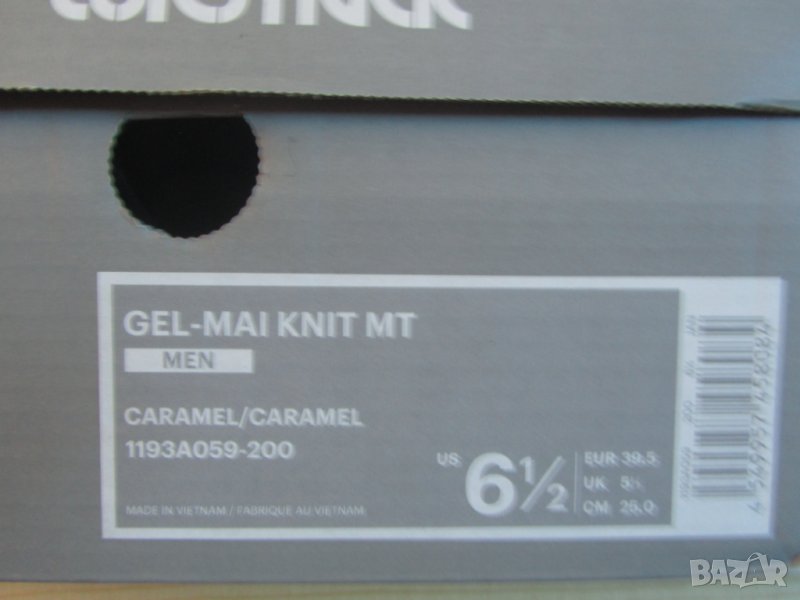 GEL-MAI KNIT MT
MEN
CARAMEL/CARAMEL
1193A059-200
US 6½
EUR 39.5
UK 5½
CM 25.0
MADE IN VIETNAM / FABRIQUE AU VIETNAM
BAZAR